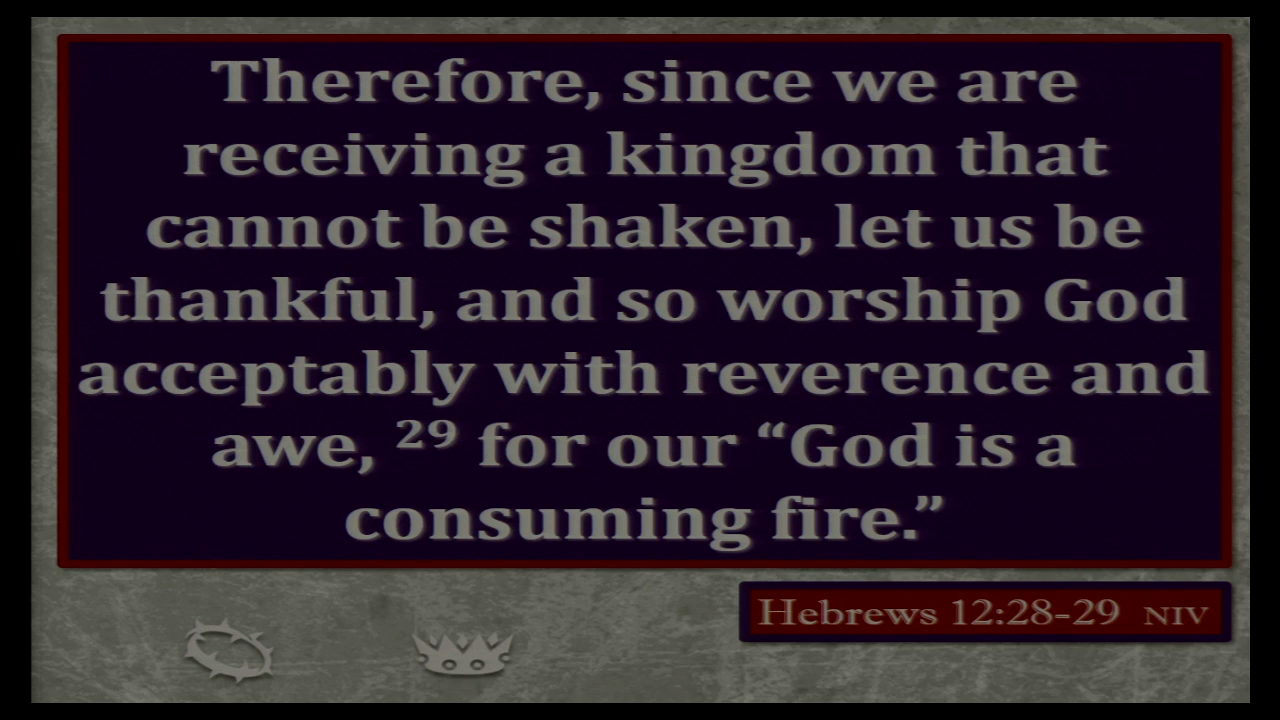 Therefore, since we are
receiving a kingdom that
cannot be shaken, let us be
thankful, and so worship God
acceptably with reverence and
awe, 29 for our “God is a
consuming fire.”
Hebrews 12:28-29 NIV